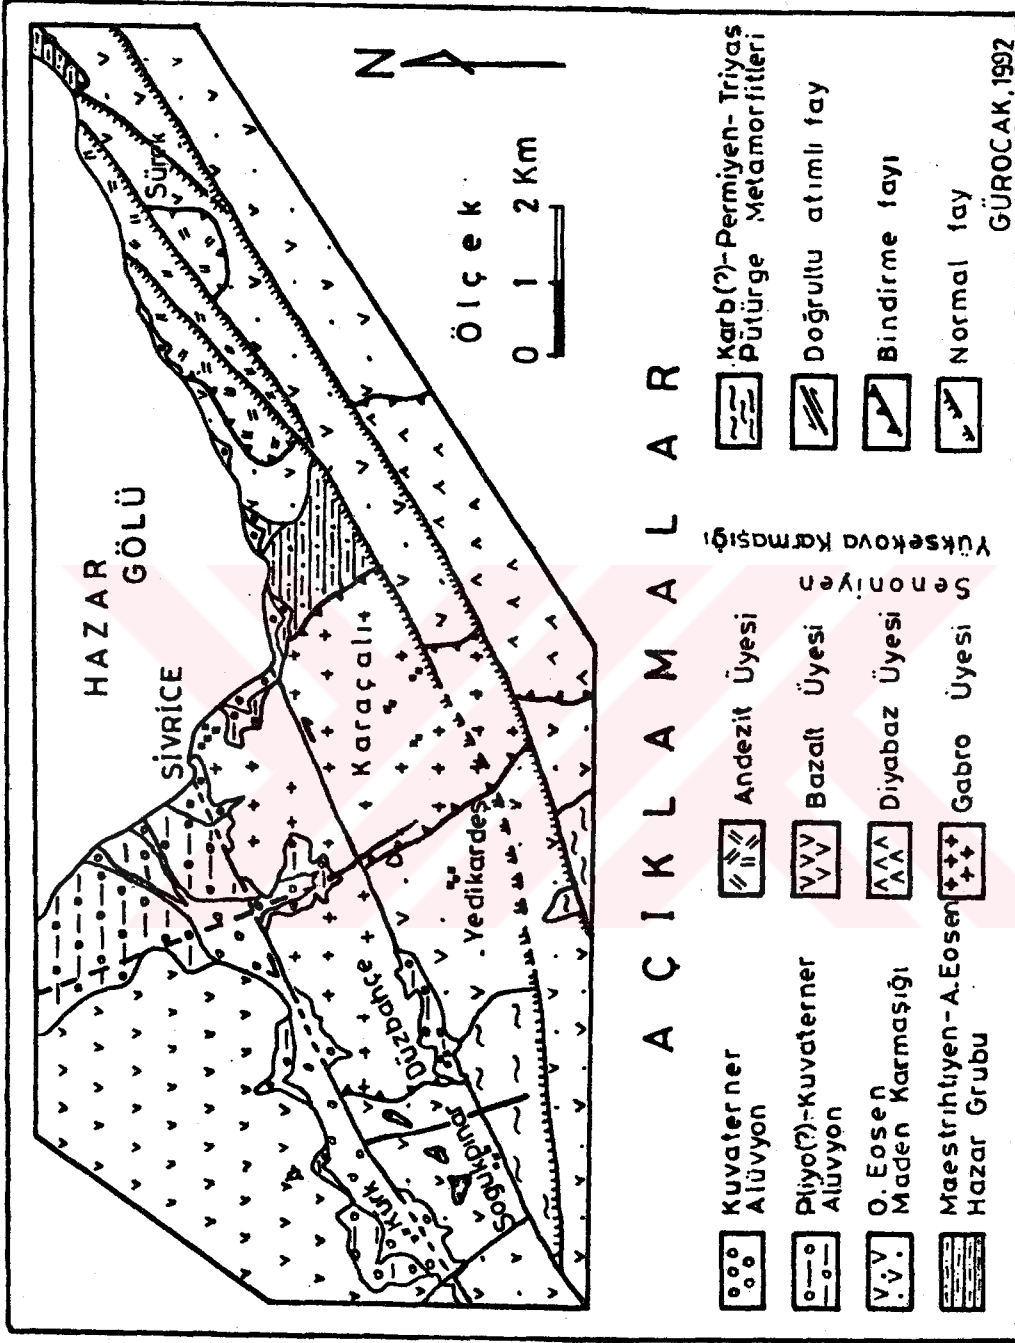 N
HAZAR
GÖLÜ
SİVRİCE
Sürek
Karaçalı
Yedikardeş
Düzbahçe
Kürk
Soğukpınar
Ölçek
0 1 2 Km
AÇIKLAMALAR
Kuvaterner
Alüvyon
Pliyo(?)-Kuvaterner
Alüvyon
O. Eosen
Maden Karmaşığı
Maestrihtiyen-A.Eosen
Hazar Grubu
Andezit Üyesi
Bazalt Üyesi
Diyabaz Üyesi
Gabro Üyesi
Senoniyen
Yüksekova Karmaşığı
Karb(?)-Permiyen-Triyas
Pütürge Metamorfitleri
Doğrultu atımlı fay
Bindirme fayı
Normal fay
GÜROCAK, 1992